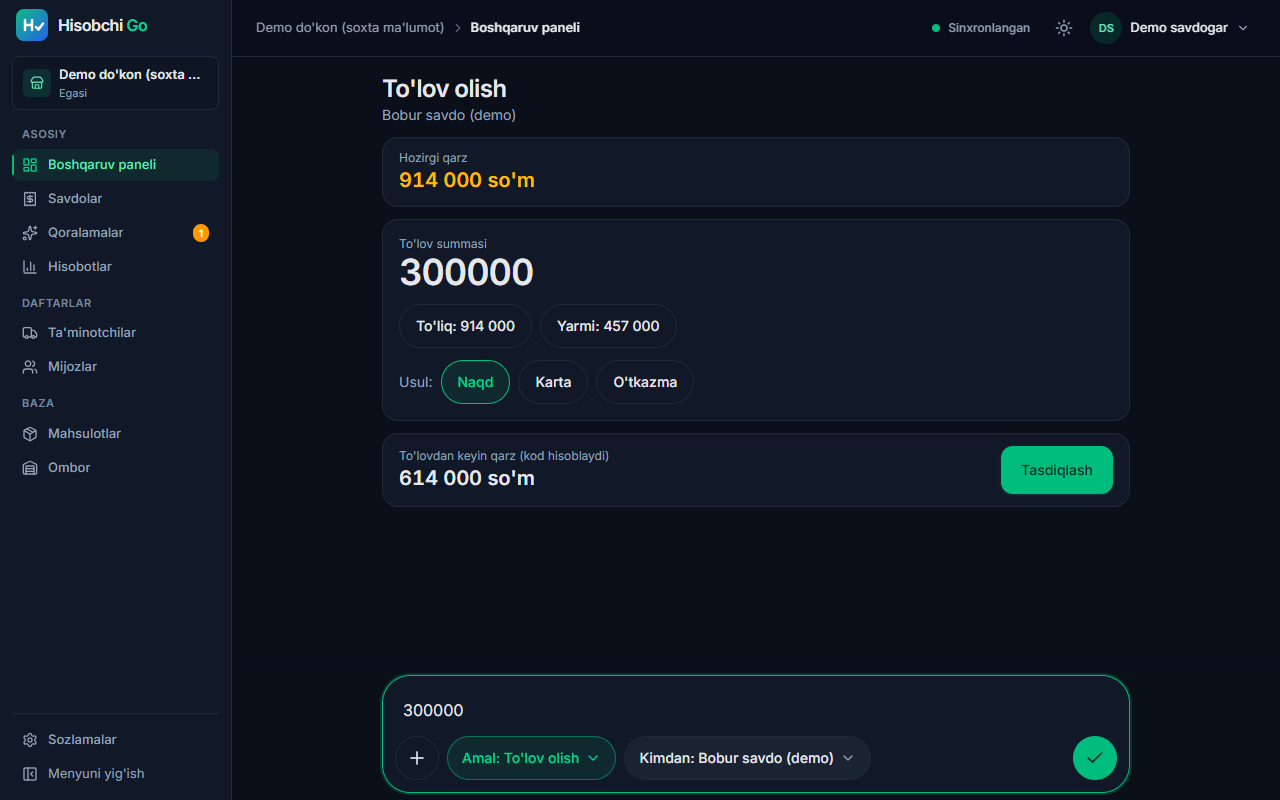 Hisobchi Go
Demo do'kon (soxta ...
Egasi
ASOSIY
Boshqaruv paneli
Savdolar
Qoralamalar 1
Hisobotlar
DAFTARLAR
Ta'minotchilar
Mijozlar
BAZA
Mahsulotlar
Ombor
Sozlamalar
Menyuni yig'ish
Demo do'kon (soxta ma'lumot) > Boshqaruv paneli
Sinxronlangan
DS Demo savdogar
To'lov olish
Bobur savdo (demo)
Hozirgi qarz
914 000 so'm
To'lov summasi
300000
To'liq: 914 000 Yarmi: 457 000
Usul: Naqd Karta O'tkazma
To'lovdan keyin qarz (kod hisoblaydi)
614 000 so'm
Tasdiqlash
300000
Amal: To'lov olish Kimdan: Bobur savdo (demo)